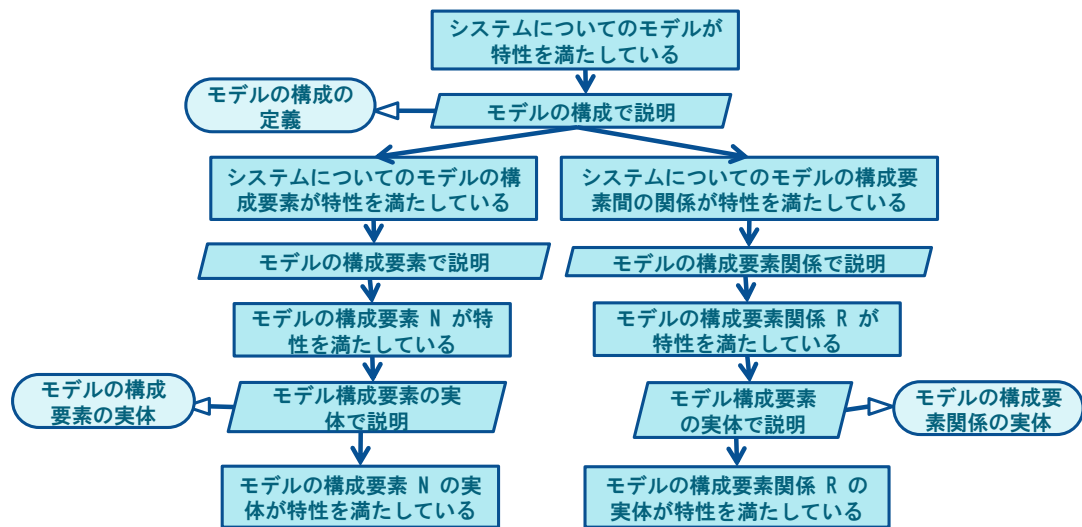 システムについてのモデルが
特性を満たしている
モデルの構成の
定義
モデルの構成で説明
システムについてのモデルの構
成要素が特性を満たしている
システムについてのモデルの構成要
素間の関係が特性を満たしている
モデルの構成要素で説明
モデルの構成要素関係で説明
モデルの構成要素 N が特
性を満たしている
モデルの構成要素関係 R が
特性を満たしている
モデルの構成
要素の実体
モデル構成要素の実
体で説明
モデル構成要素
の実体で説明
モデルの構成要
素関係の実体
モデルの構成要素 N の実
体が特性を満たしている
モデルの構成要素関係 R の
実体が特性を満たしている